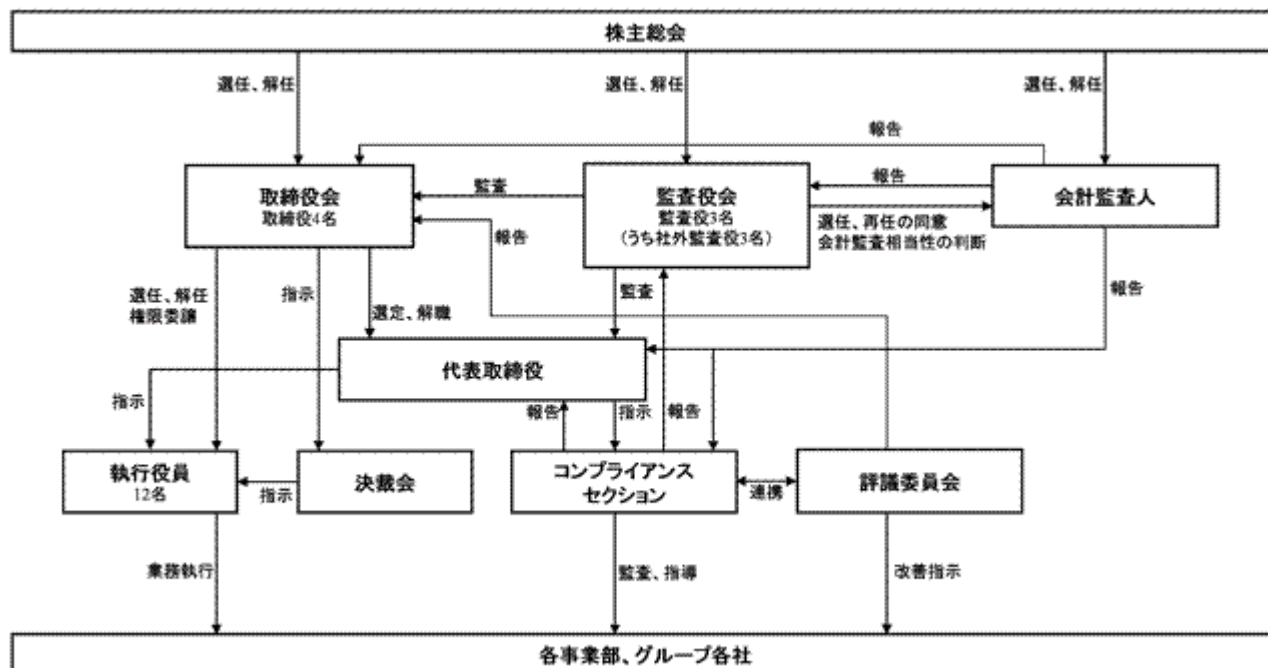 株主総会
選任、解任
選任、解任
選任、解任
報告
取締役会
取締役4名
監査
監査役会
監査役3名
(うち社外監査役3名)
報告
会計監査人
選任、再任の同意
会計監査相当性の判断
報告
選任、解任
権限委譲
指示
選定、解職
監査
報告
代表取締役
指示
報告
指示
報告
執行役員
12名
指示
決裁会
コンプライアンス
セクション
連携
評議委員会
業務執行
監査、指導
改善指示
各事業部、グループ各社